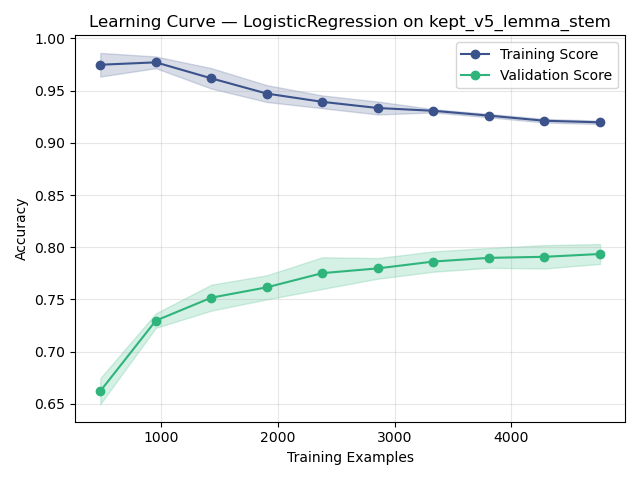 Learning Curve — LogisticRegression on kept_v5_lemma_stem
Training Score
Validation Score
Accuracy
1.00
0.95
0.90
0.85
0.80
0.75
0.70
0.65
1000 2000 3000 4000
Training Examples